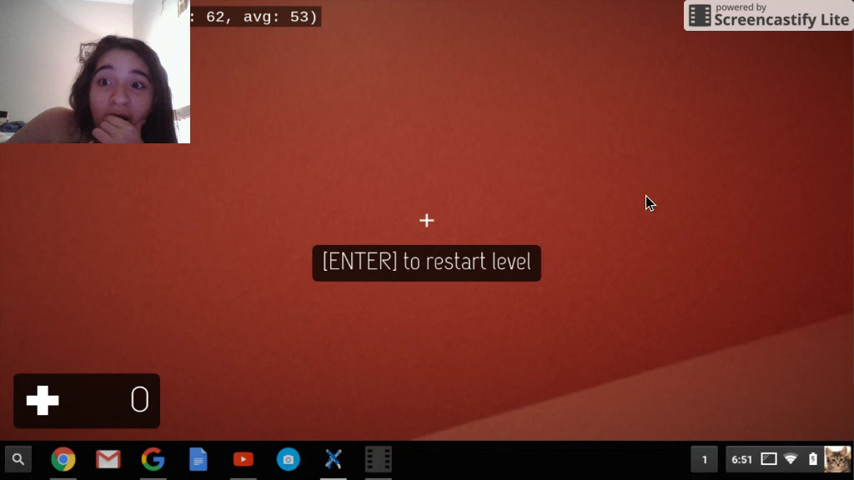 : 62, avg: 53)
powered by
Screencastify Lite
[ENTER] to restart level
0
1
6:51